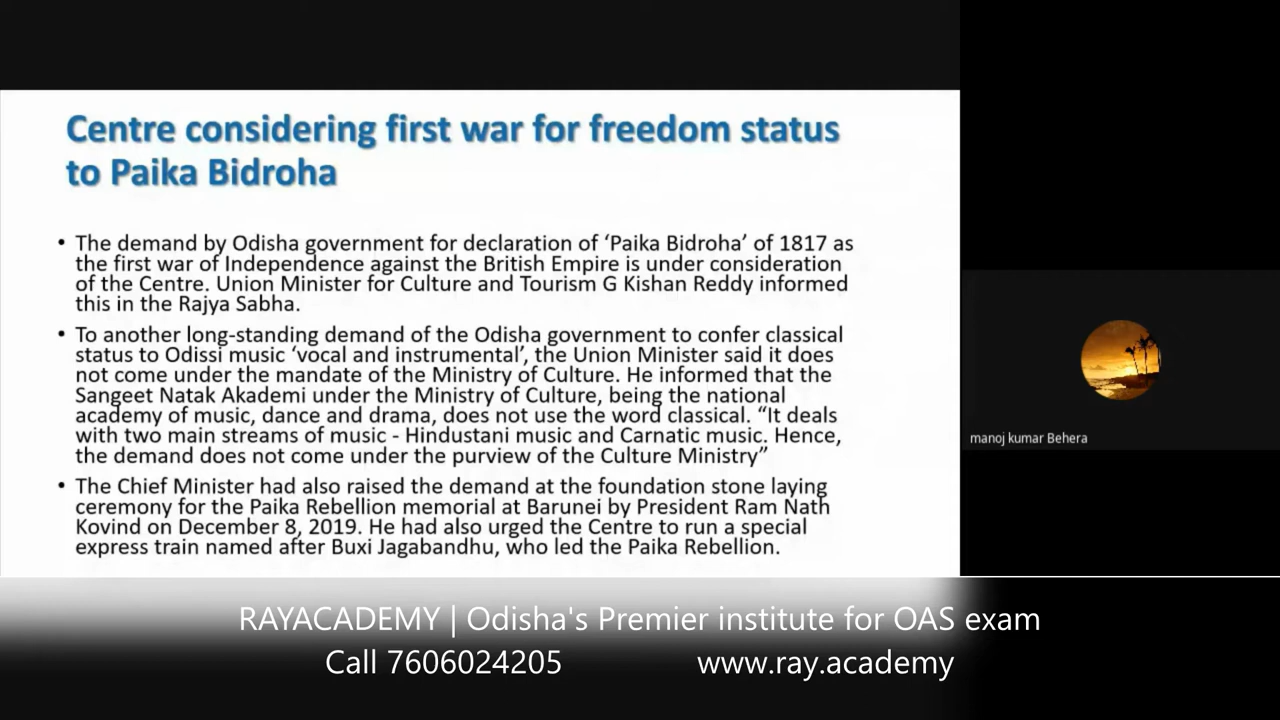 Centre considering first war for freedom status
to Paika Bidroha
• The demand by Odisha government for declaration of ‘Paika Bidroha’ of 1817 as
the first war of Independence against the British Empire is under consideration
of the Centre. Union Minister for Culture and Tourism G Kishan Reddy informed
this in the Rajya Sabha.
• To another long-standing demand of the Odisha government to confer classical
status to Odissi music ‘vocal and instrumental’, the Union Minister said it does
not come under the mandate of the Ministry of Culture. He informed that the
Sangeet Natak Akademi under the Ministry of Culture, being the national
academy of music, dance and drama, does not use the word classical. “It deals
with two main streams of music - Hindustani music and Carnatic music. Hence,
the demand does not come under the purview of the Culture Ministry”
• The Chief Minister had also raised the demand at the foundation stone laying
ceremony for the Paika Rebellion memorial at Barunei by President Ram Nath
Kovind on December 8, 2019. He had also urged the Centre to run a special
express train named after Buxi Jagabandhu, who led the Paika Rebellion.
manoj kumar Behera
RAYACADEMY | Odisha's Premier institute for OAS exam
Call 7606024205 www.ray.academy